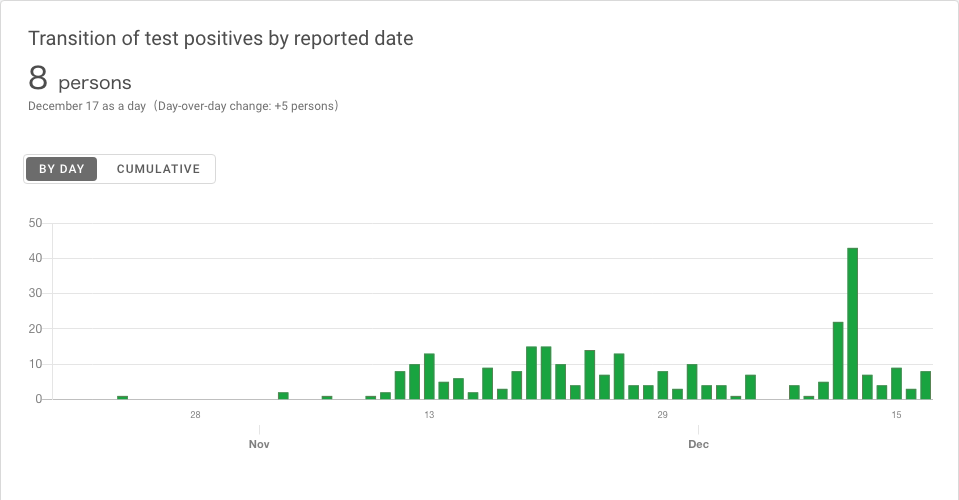 Transition of test positives by reported date
8 persons
December 17 as a day (Day-over-day change: +5 persons)
BY DAY CUMULATIVE
50
40
30
20
10
0
28 13 29 15
Nov Dec